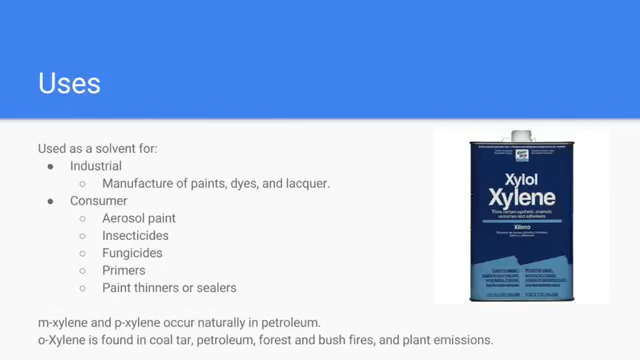 Uses
Used as a solvent for:
● Industrial
○ Manufacture of paints, dyes, and lacquer.
● Consumer
○ Aerosol paint
○ Insecticides
○ Fungicides
○ Primers
○ Paint thinners or sealers
m-xylene and p-xylene occur naturally in petroleum.
o-Xylene is found in coal tar, petroleum, forest and bush fires, and plant emissions.
Xylol
Xylene
Xileno